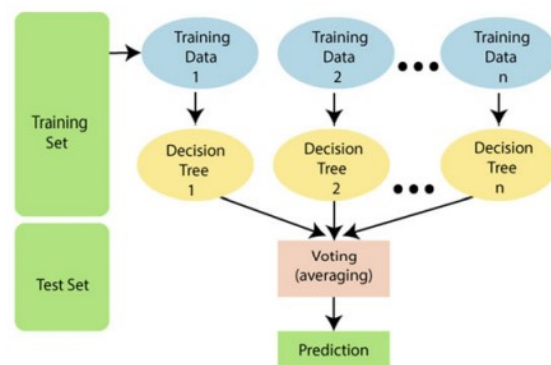 Training
Set
Test Set
Training
Data
1
Training
Data
2
Training
Data
n
Decision
Tree
1
Decision
Tree
2
Decision
Tree
n
Voting
(averaging)
Prediction